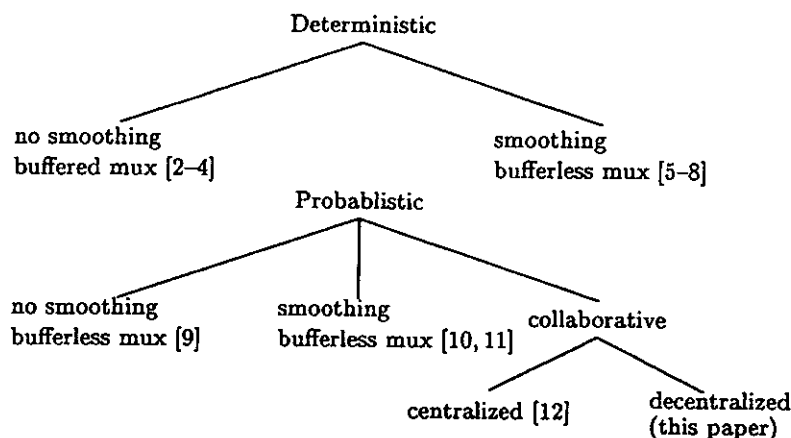 Deterministic
no smoothing
buffered mux [2–4]
smoothing
bufferless mux [5–8]
Probablistic
no smoothing
bufferless mux [9]
smoothing
bufferless mux [10, 11]
collaborative
centralized [12]
decentralized
(this paper)